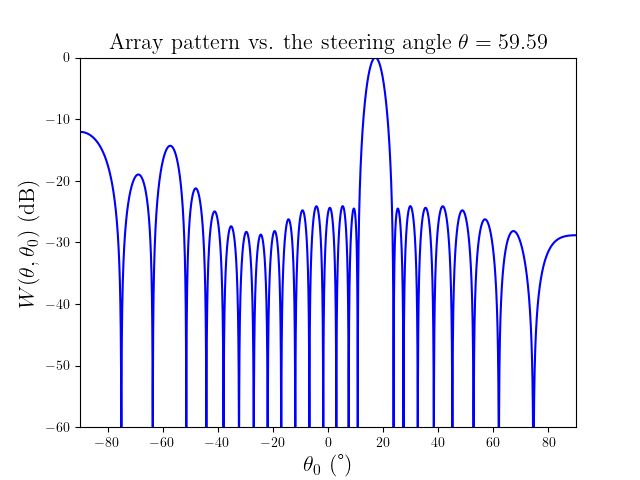 Array pattern vs. the steering angle θ = 59.59
0
−10
−20
−30
−40
−50
−60
W(θ, θ₀) (dB)
−80 −60 −40 −20 0 20 40 60 80
θ₀ (°)